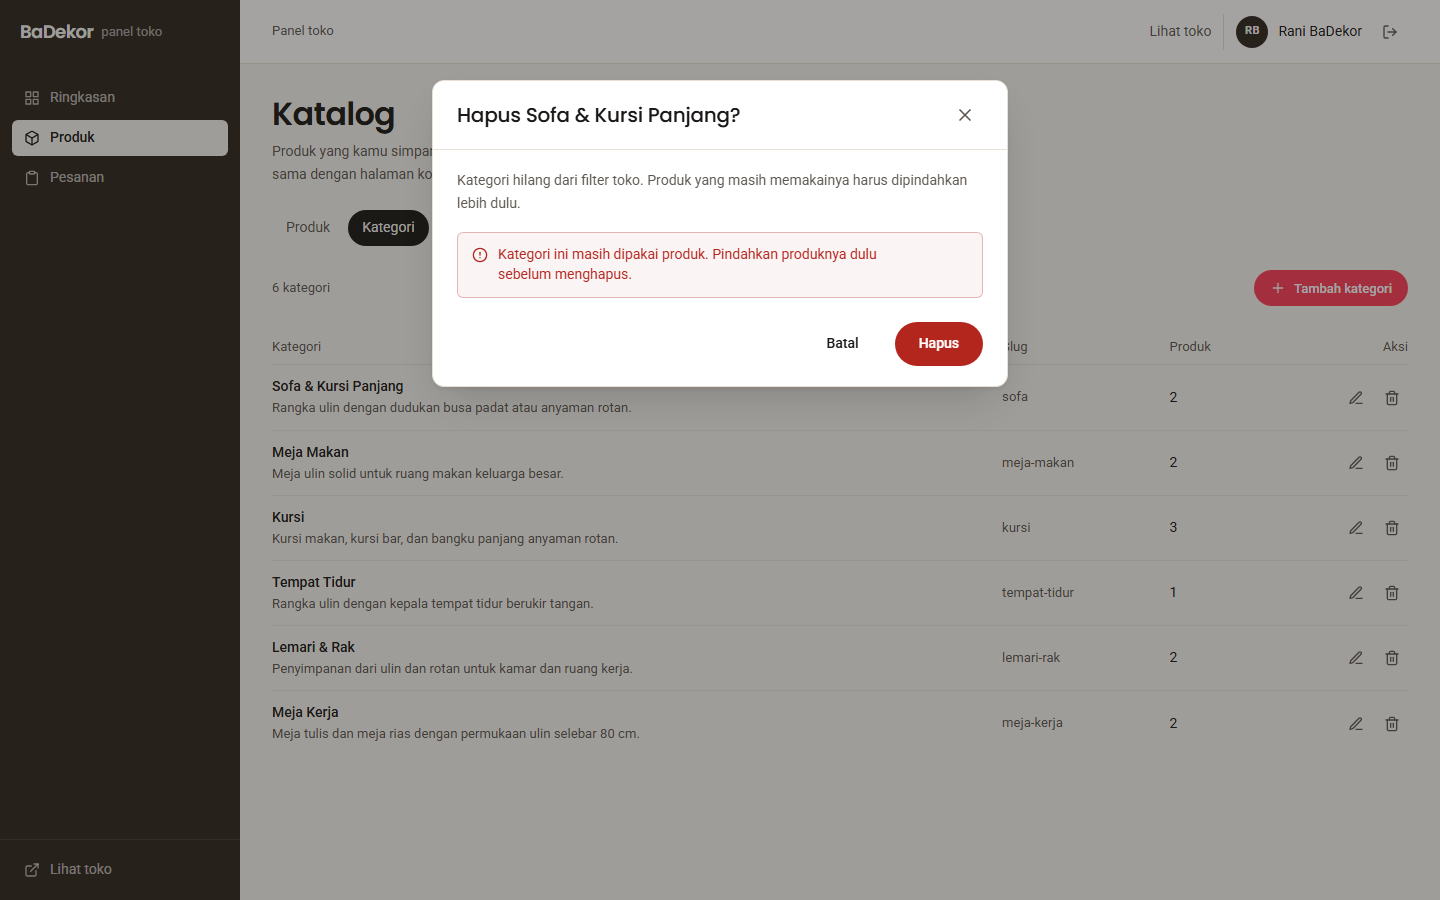 BaDekor panel toko
Ringkasan
Produk
Pesanan
Lihat toko
Panel toko
Lihat toko
RB
Rani BaDekor
Katalog
Produk yang kamu simpan
sama dengan halaman ko
Produk
Kategori
6 kategori
Tambah kategori
Hapus Sofa & Kursi Panjang?
Kategori hilang dari filter toko. Produk yang masih memakainya harus dipindahkan
lebih dulu.
Kategori ini masih dipakai produk. Pindahkan produknya dulu
sebelum menghapus.
Batal
Hapus
Kategori
Slug
Produk
Aksi
Sofa & Kursi Panjang
Rangka ulin dengan dudukan busa padat atau anyaman rotan.
sofa
2
Meja Makan
Meja ulin solid untuk ruang makan keluarga besar.
meja-makan
2
Kursi
Kursi makan, kursi bar, dan bangku panjang anyaman rotan.
kursi
3
Tempat Tidur
Rangka ulin dengan kepala tempat tidur berukir tangan.
tempat-tidur
1
Lemari & Rak
Penyimpanan dari ulin dan rotan untuk kamar dan ruang kerja.
lemari-rak
2
Meja Kerja
Meja tulis dan meja rias dengan permukaan ulin selebar 80 cm.
meja-kerja
2